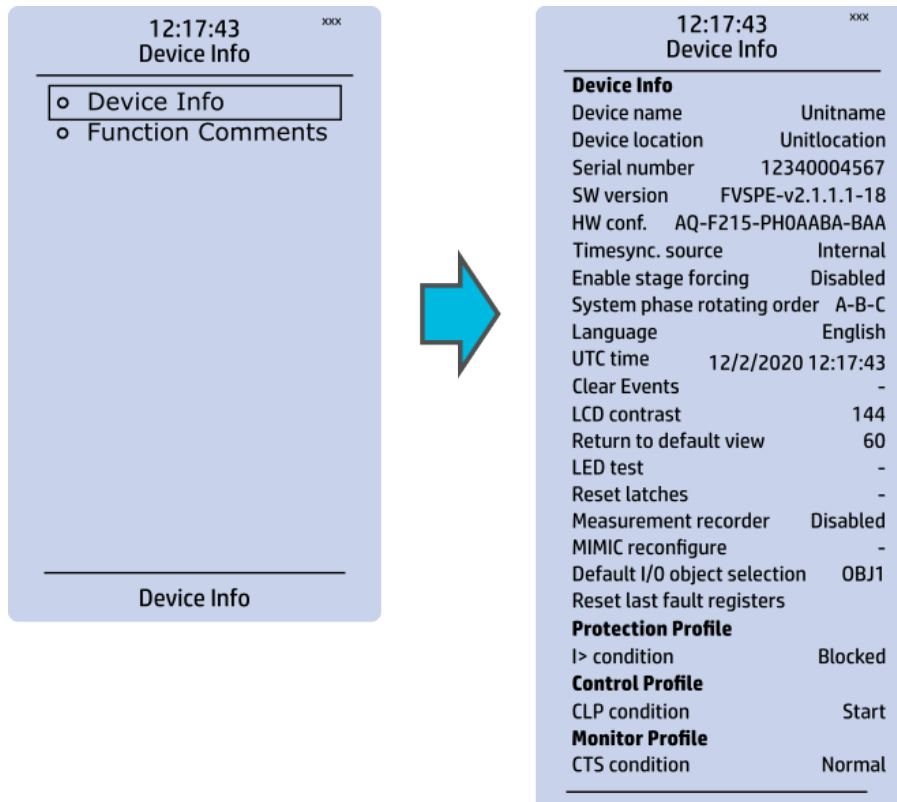 12:17:43 xxx
Device Info
Device Info
Function Comments
Device Info
12:17:43 xxx
Device Info
Device Info
Device name Unitname
Device location Unitlocation
Serial number 12340004567
SW version FVSPE-v2.1.1.1-18
HW conf. AQ-F215-PH0AABA-BAA
Timesync. source Internal
Enable stage forcing Disabled
System phase rotating order A-B-C
Language English
UTC time 12/2/2020 12:17:43
Clear Events -
LCD contrast 144
Return to default view 60
LED test -
Reset latches -
Measurement recorder Disabled
MIMIC reconfigure -
Default I/0 object selection OBJ1
Reset last fault registers
Protection Profile
I> condition Blocked
Control Profile
CLP condition Start
Monitor Profile
CTS condition Normal